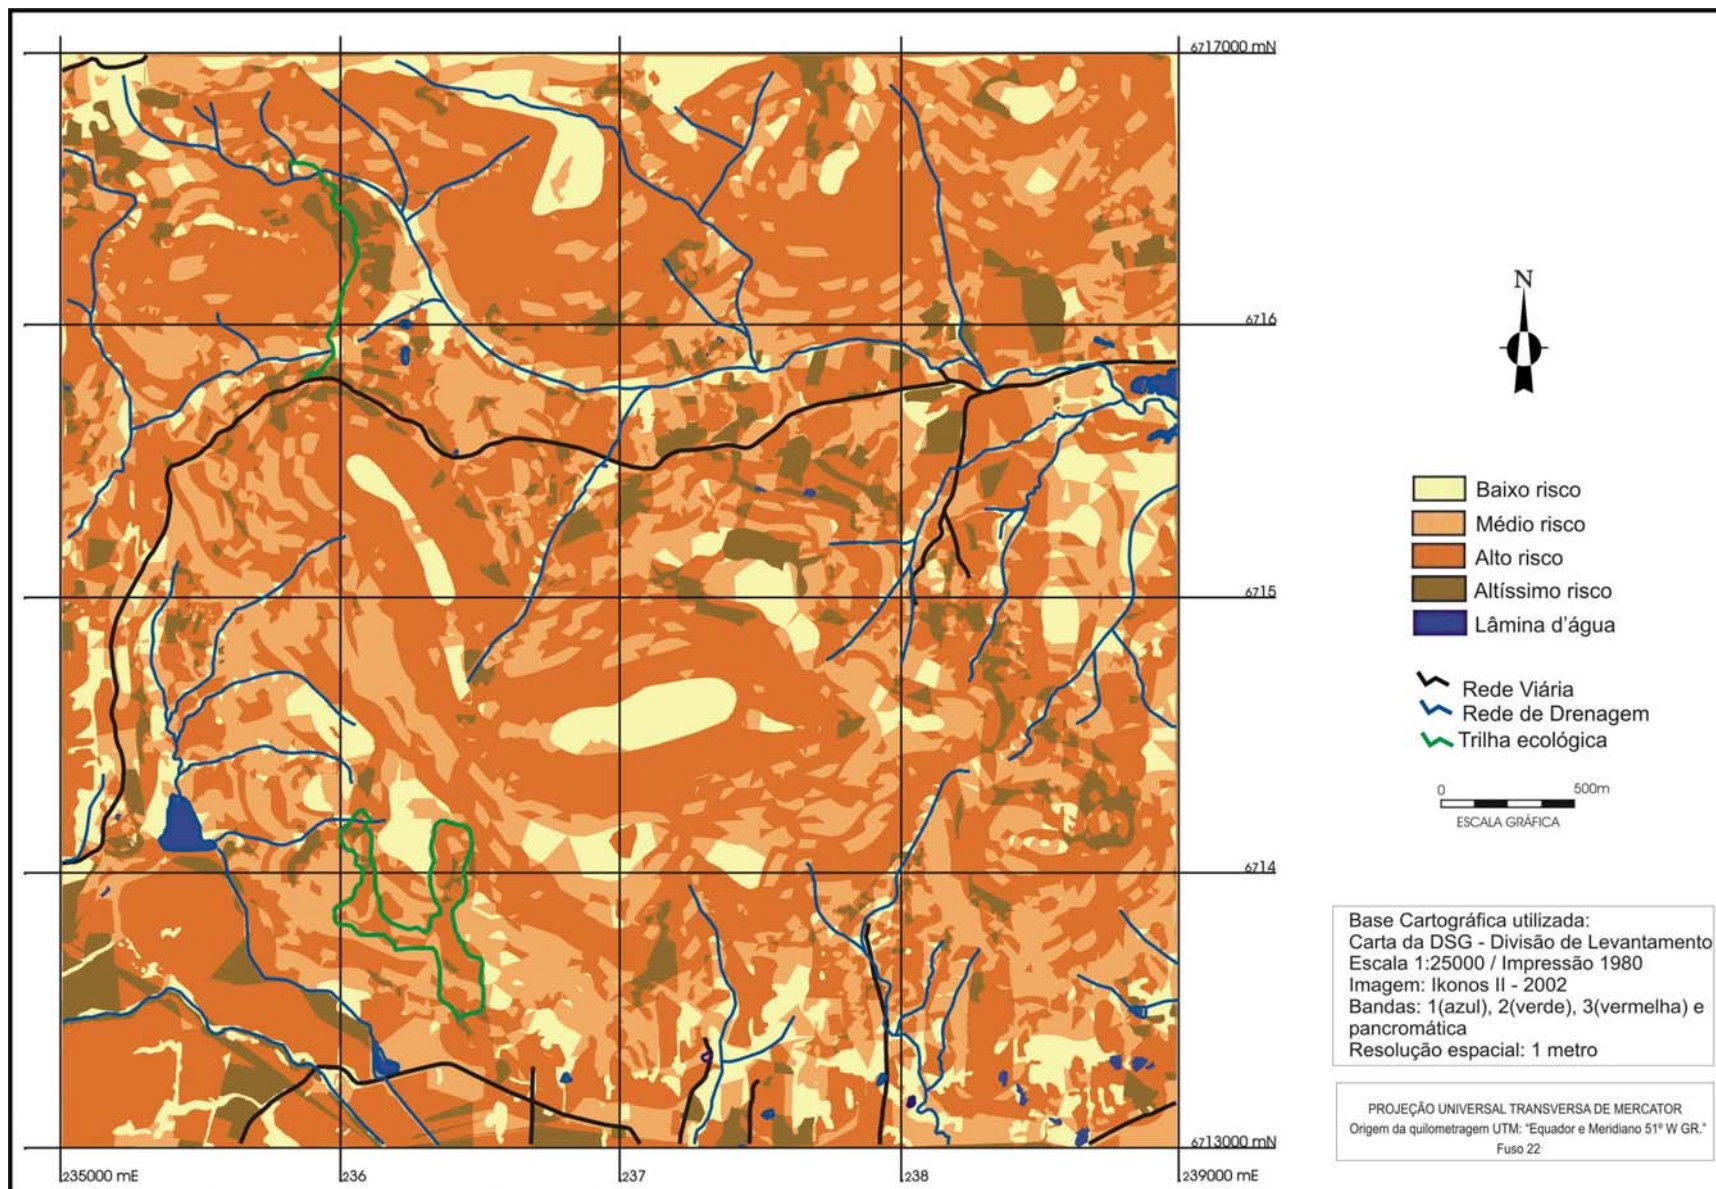 6717000 mN
N
6716
Baixo risco
Médio risco
Alto risco
Altíssimo risco
Lâmina d'água
6715
Rede Viária
Rede de Drenagem
Trilha ecológica
0 500m
ESCALA GRÁFICA
6714
Base Cartográfica utilizada:
Carta da DSG - Divisão de Levantamento
Escala 1:25000 / Impressão 1980
Imagem: Ikonos II - 2002
Bandas: 1(azul), 2(verde), 3(vermelha) e
pancromática
Resolução espacial: 1 metro
PROJEÇÃO UNIVERSAL TRANSVERSA DE MERCATOR
Origem da quilometragem UTM: "Equador e Meridiano 51º W GR."
Fuso 22
6713000 mN
235000 mE 236 237 238 239000 mE